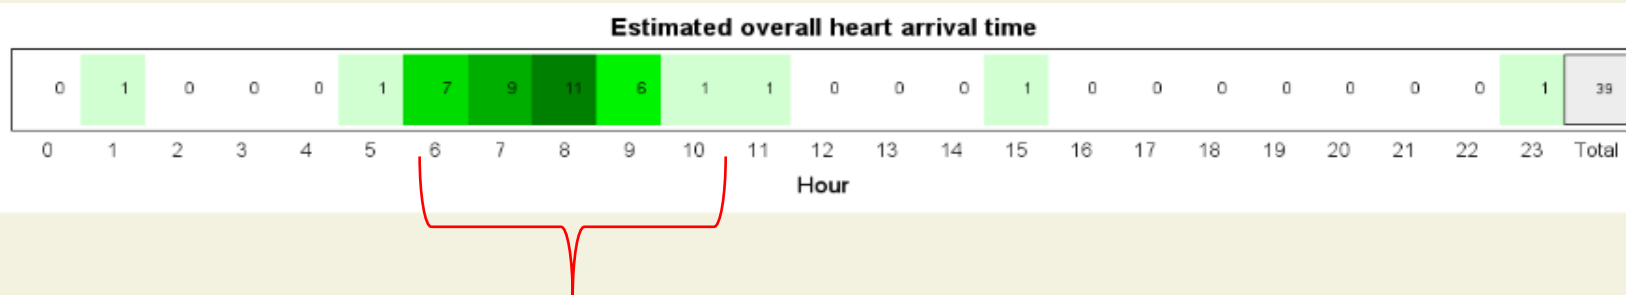 Estimated overall heart arrival time
0 1 0 0 0 1 7 9 11 6 1 1 0 0 0 1 0 0 0 0 0 0 0 1 39
0 1 2 3 4 5 6 7 8 9 10 11 12 13 14 15 16 17 18 19 20 21 22 23 Total
Hour